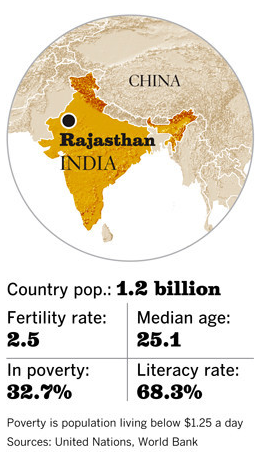 CHINA
Rajasthan
INDIA
Country pop.: 1.2 billion
Fertility rate:
2.5
Median age:
25.1
In poverty:
32.7%
Literacy rate:
68.3%
Poverty is population living below $1.25 a day
Sources: United Nations, World Bank